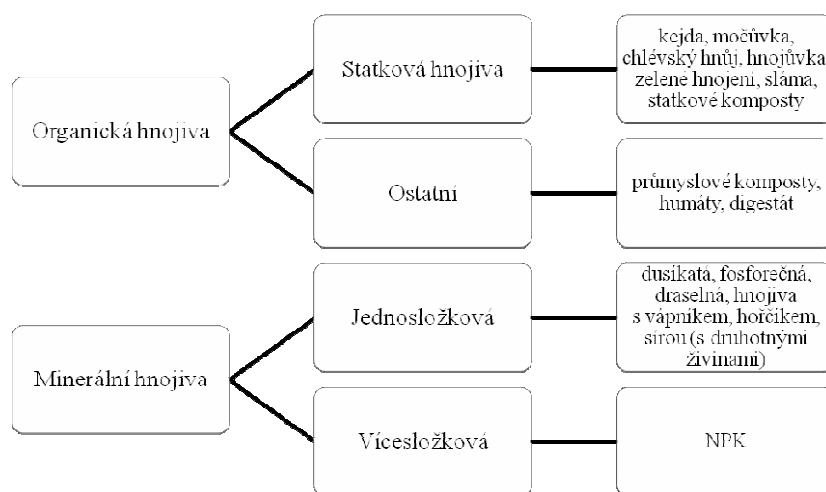 Organická hnojiva
Statková hnojiva
kejda, močůvka,
chlévský hnůj, hnojůvka
zelené hnojení, sláma,
statkové komposty
Ostatní
průmyslové komposty,
humáty, digestát
Minerální hnojiva
Jednosložková
dusíkatá, fosforečná,
draselná, hnojiva
s vápníkem, hořčíkem,
sírou (s druhotnými
živinami)
Vícesložková
NPK